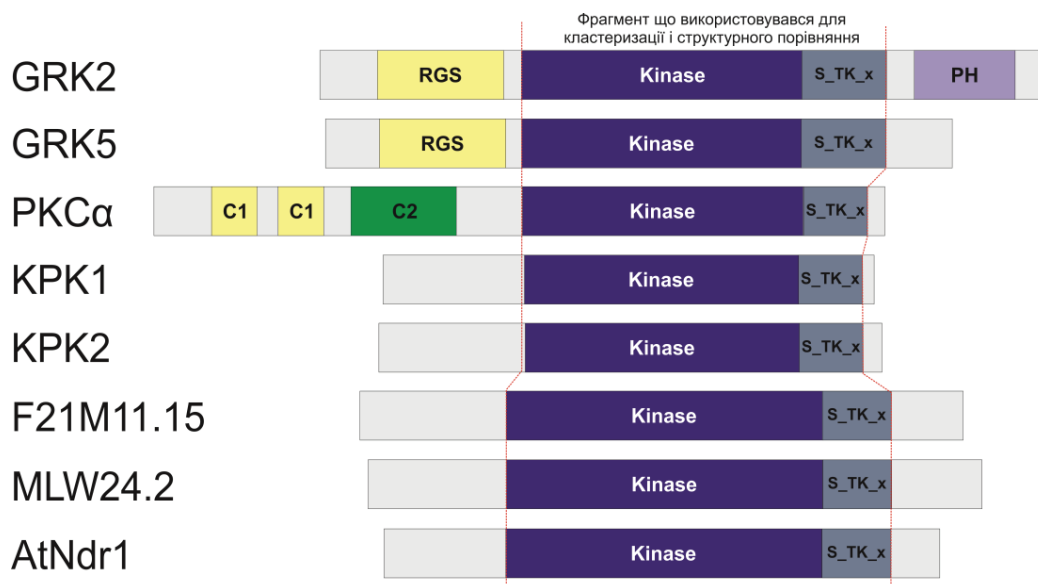 Фрагмент що використовувався для
кластеризації і структурного порівняння
GRK2 RGS Kinase S_TK_x PH
GRK5 RGS Kinase S_TK_x
PKCα C1 C1 C2 Kinase S_TK_x
KPK1 Kinase S_TK_x
KPK2 Kinase S_TK_x
F21M11.15 Kinase S_TK_x
MLW24.2 Kinase S_TK_x
AtNdr1 Kinase S_TK_x